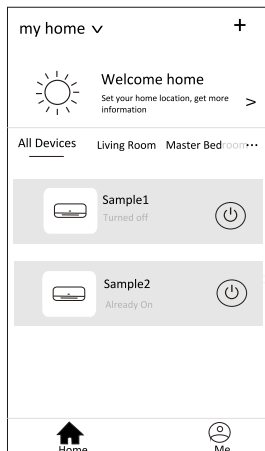 my home
Welcome home
Set your home location, get more
information
All Devices Living Room Master Bedroom
Sample1
Turned off
Sample2
Already On
Home Me